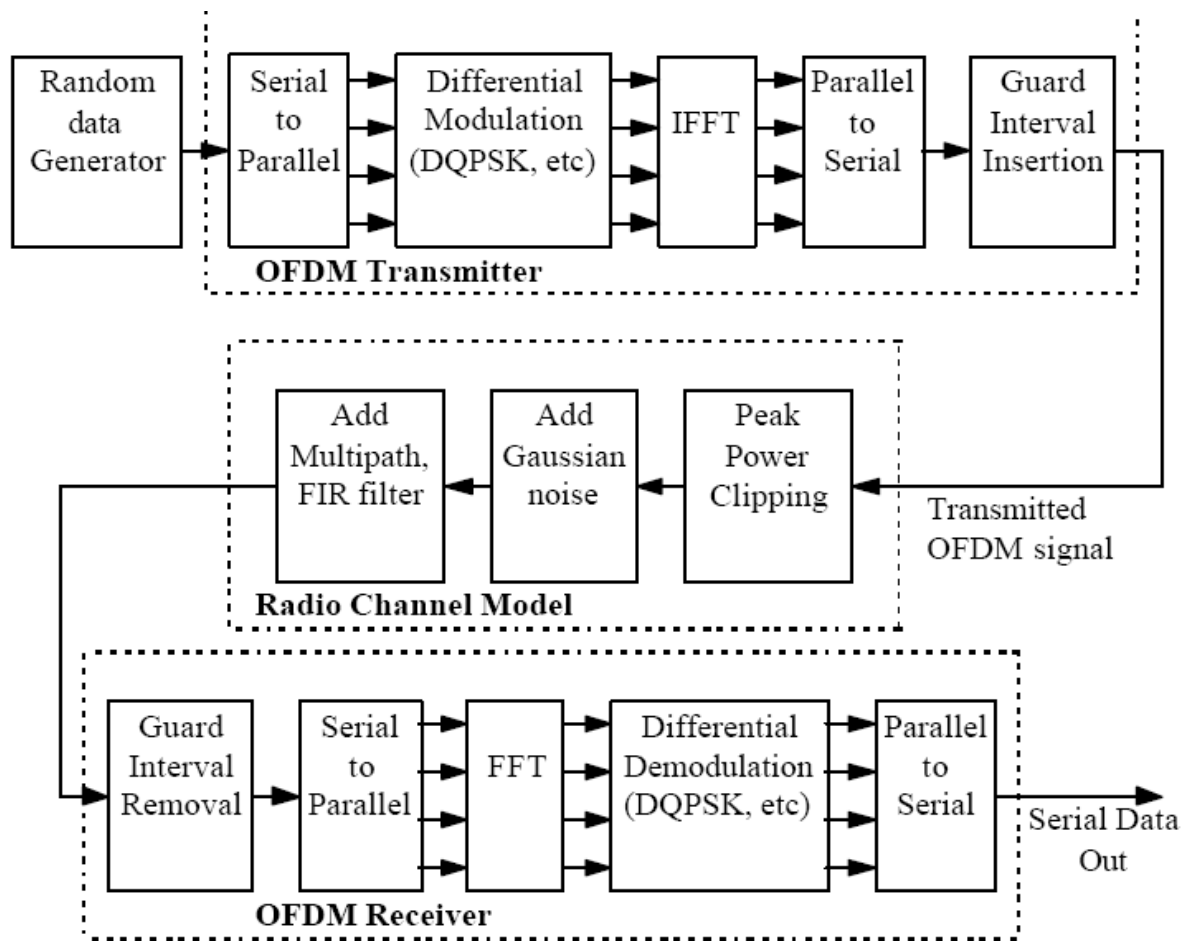 Random
data
Generator
Serial
to
Parallel
Differential
Modulation
(DQPSK, etc)
IFFT
Parallel
to
Serial
Guard
Interval
Insertion
OFDM Transmitter
Add
Multipath,
FIR filter
Add
Gaussian
noise
Peak
Power
Clipping
Transmitted
OFDM signal
Radio Channel Model
Guard
Interval
Removal
Serial
to
Parallel
FFT
Differential
Demodulation
(DQPSK, etc)
Parallel
to
Serial
Serial Data
Out
OFDM Receiver